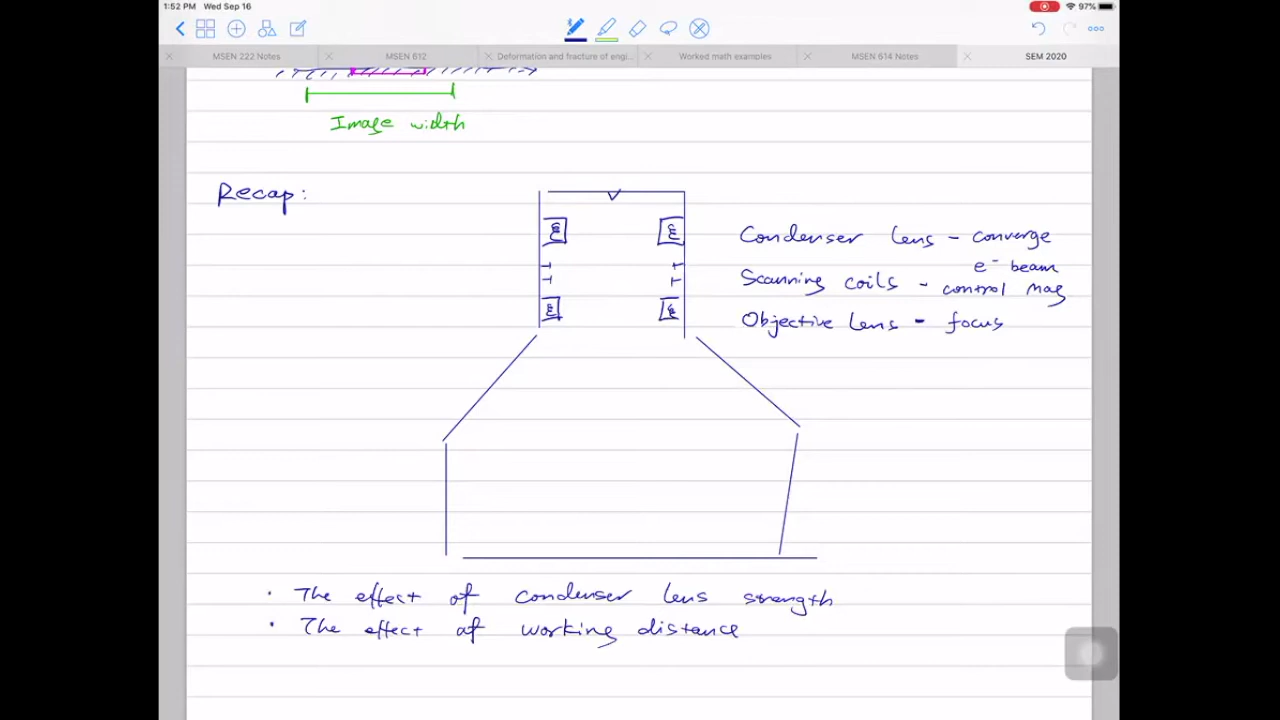 1:52 PM Wed Sep 16
97%
MSEN 222 Notes
MSEN 612
Deformation and fracture of engi...
Worked math examples
MSEN 614 Notes
SEM 2020
Image width
Recap:
Condenser lens - converge
e⁻ beam
Scanning coils - control mag
Objective lens - focus
· The effect of condenser lens strength
· The effect of working distance